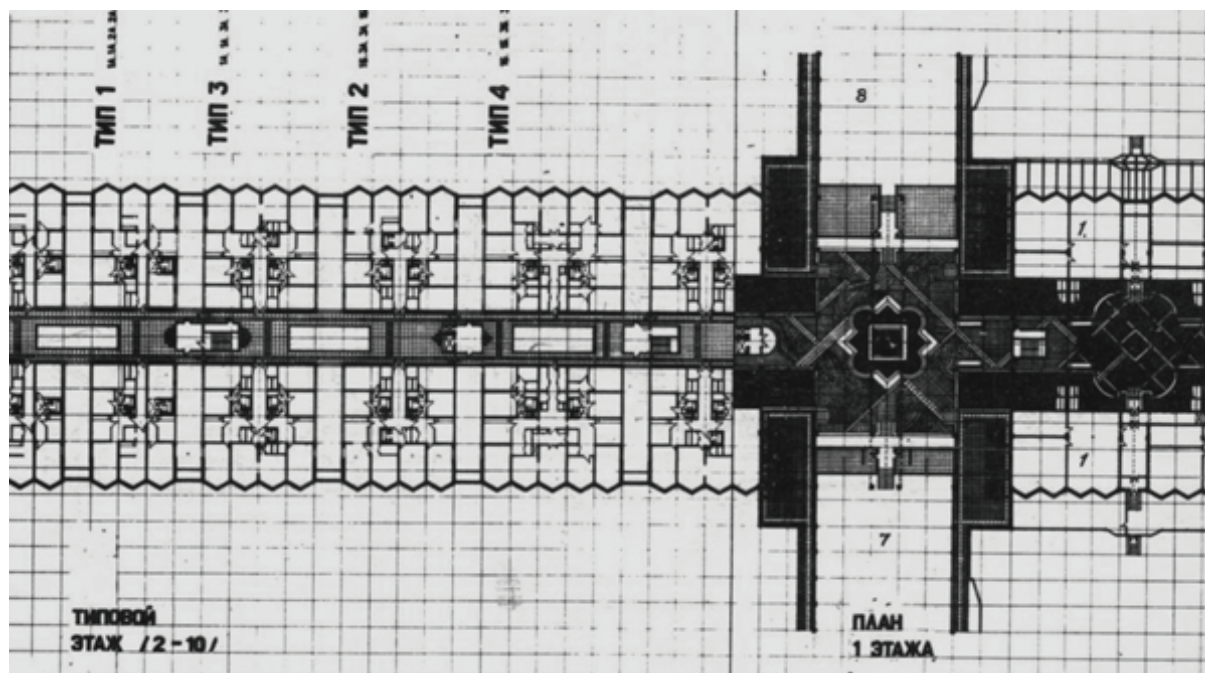 ТИП 1
ТИП 3
ТИП 2
ТИП 4
8
1.
1
7
ТИПОВОЙ
ЭТАЖ /2-10/
ПЛАН
1 ЭТАЖА